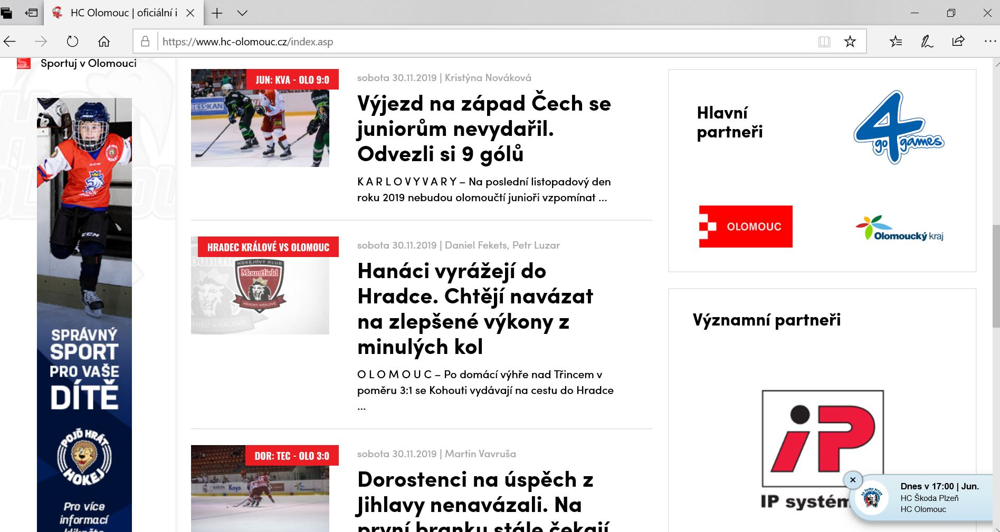 HC Olomouc | oficiální i
https://www.hc-olomouc.cz/index.asp
Sportuj v Olomouci
CCM
SPRÁVNÝ
SPORT
PRO VAŠE
DÍTĚ
POJĎ HRÁT
HOKEJ
Pro více
informací
klikněte
JUN: KVA - OLO 9:0
RESSKAN
sobota 30.11.2019 | Kristýna Nováková
Výjezd na západ Čech se
juniorům nevydařil.
Odvezli si 9 gólů
K A R L O V Y V A R Y – Na poslední listopadový den
roku 2019 nebudou olomoučtí junioři vzpomínat ...
HRADEC KRÁLOVÉ VS OLOMOUC
HOKEJOVÝ KLUB
Mountfield
HRADEC KRÁLOVÉ
sobota 30.11.2019 | Daniel Fekets, Petr Luzar
Hanáci vyrážejí do
Hradce. Chtějí navázat
na zlepšené výkony z
minulých kol
O L O M O U C – Po domácí výhře nad Třincem v
poměru 3:1 se Kohouti vydávají na cestu do Hradce
...
DOR: TEC - OLO 3:0
Koyo
Olomoucký kraj
sobota 30.11.2019 | Martin Vavruša
Dorostenci na úspěch z
Jihlavy nenavázali. Na
první branku stále čekají
Hlavní
partneři
4
go games
OLOMOUC
Olomoucký kraj
Významní partneři
iP
IP systém
Dnes v 17:00 | Jun.
HC Škoda Plzeň
HC Olomouc